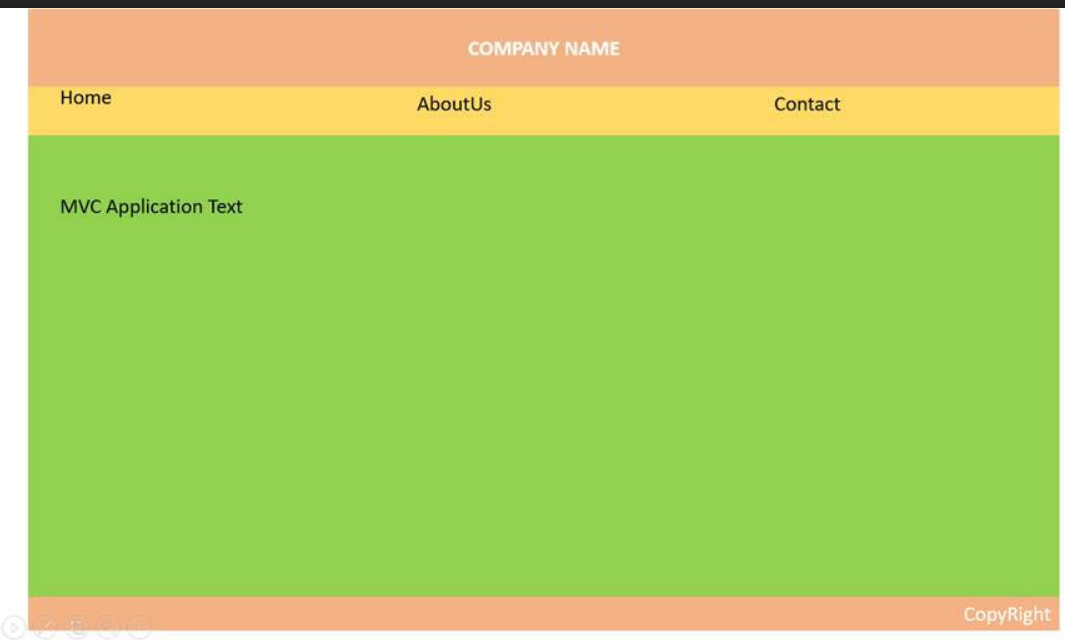 COMPANY NAME
Home AboutUs Contact
MVC Application Text
CopyRight